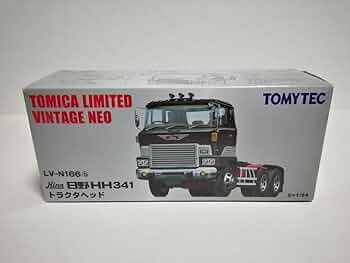 TOMICA LIMITED
VINTAGE NEO
TOMYTEC
LV-N166b
Hino 日野HH341
トラクタヘッド
S=1/64